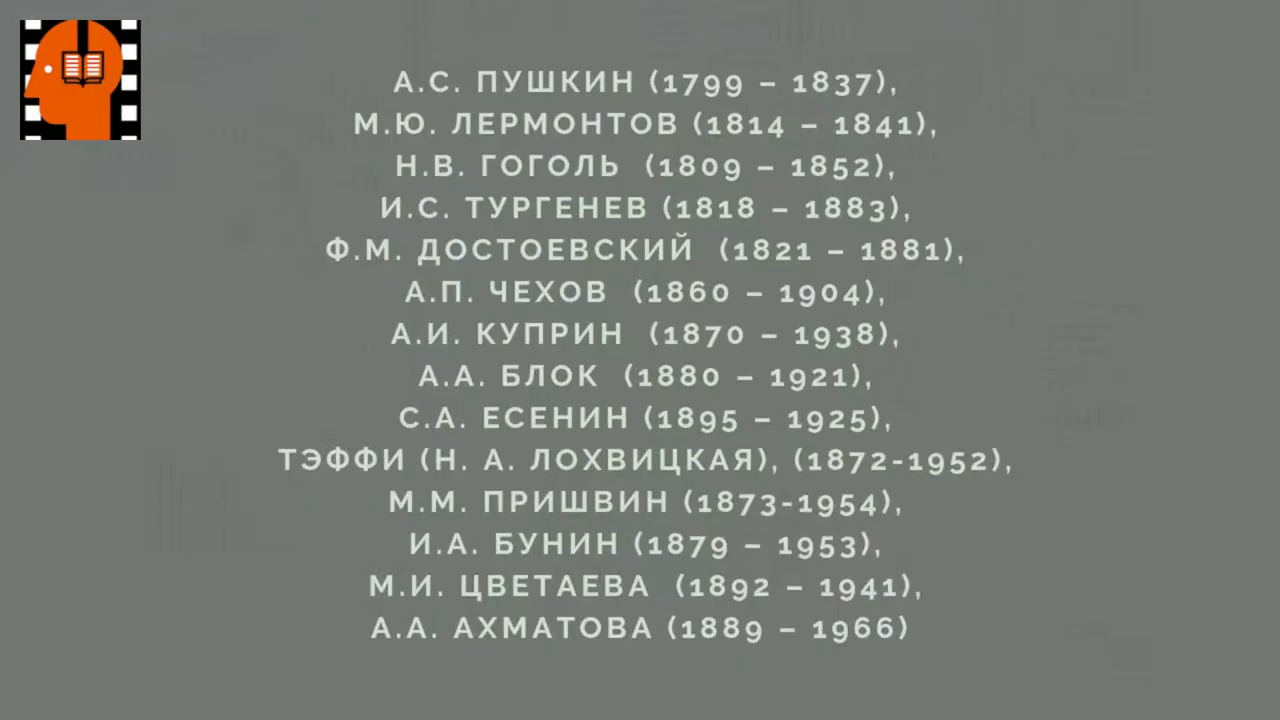 А.С. ПУШКИН (1799 – 1837),
М.Ю. ЛЕРМОНТОВ (1814 – 1841),
Н.В. ГОГОЛЬ (1809 – 1852),
И.С. ТУРГЕНЕВ (1818 – 1883),
Ф.М. ДОСТОЕВСКИЙ (1821 – 1881),
А.П. ЧЕХОВ (1860 – 1904),
А.И. КУПРИН (1870 – 1938),
А.А. БЛОК (1880 – 1921),
С.А. ЕСЕНИН (1895 – 1925),
ТЭФФИ (Н. А. ЛОХВИЦКАЯ), (1872-1952),
М.М. ПРИШВИН (1873-1954),
И.А. БУНИН (1879 – 1953),
М.И. ЦВЕТАЕВА (1892 – 1941),
А.А. АХМАТОВА (1889 – 1966)